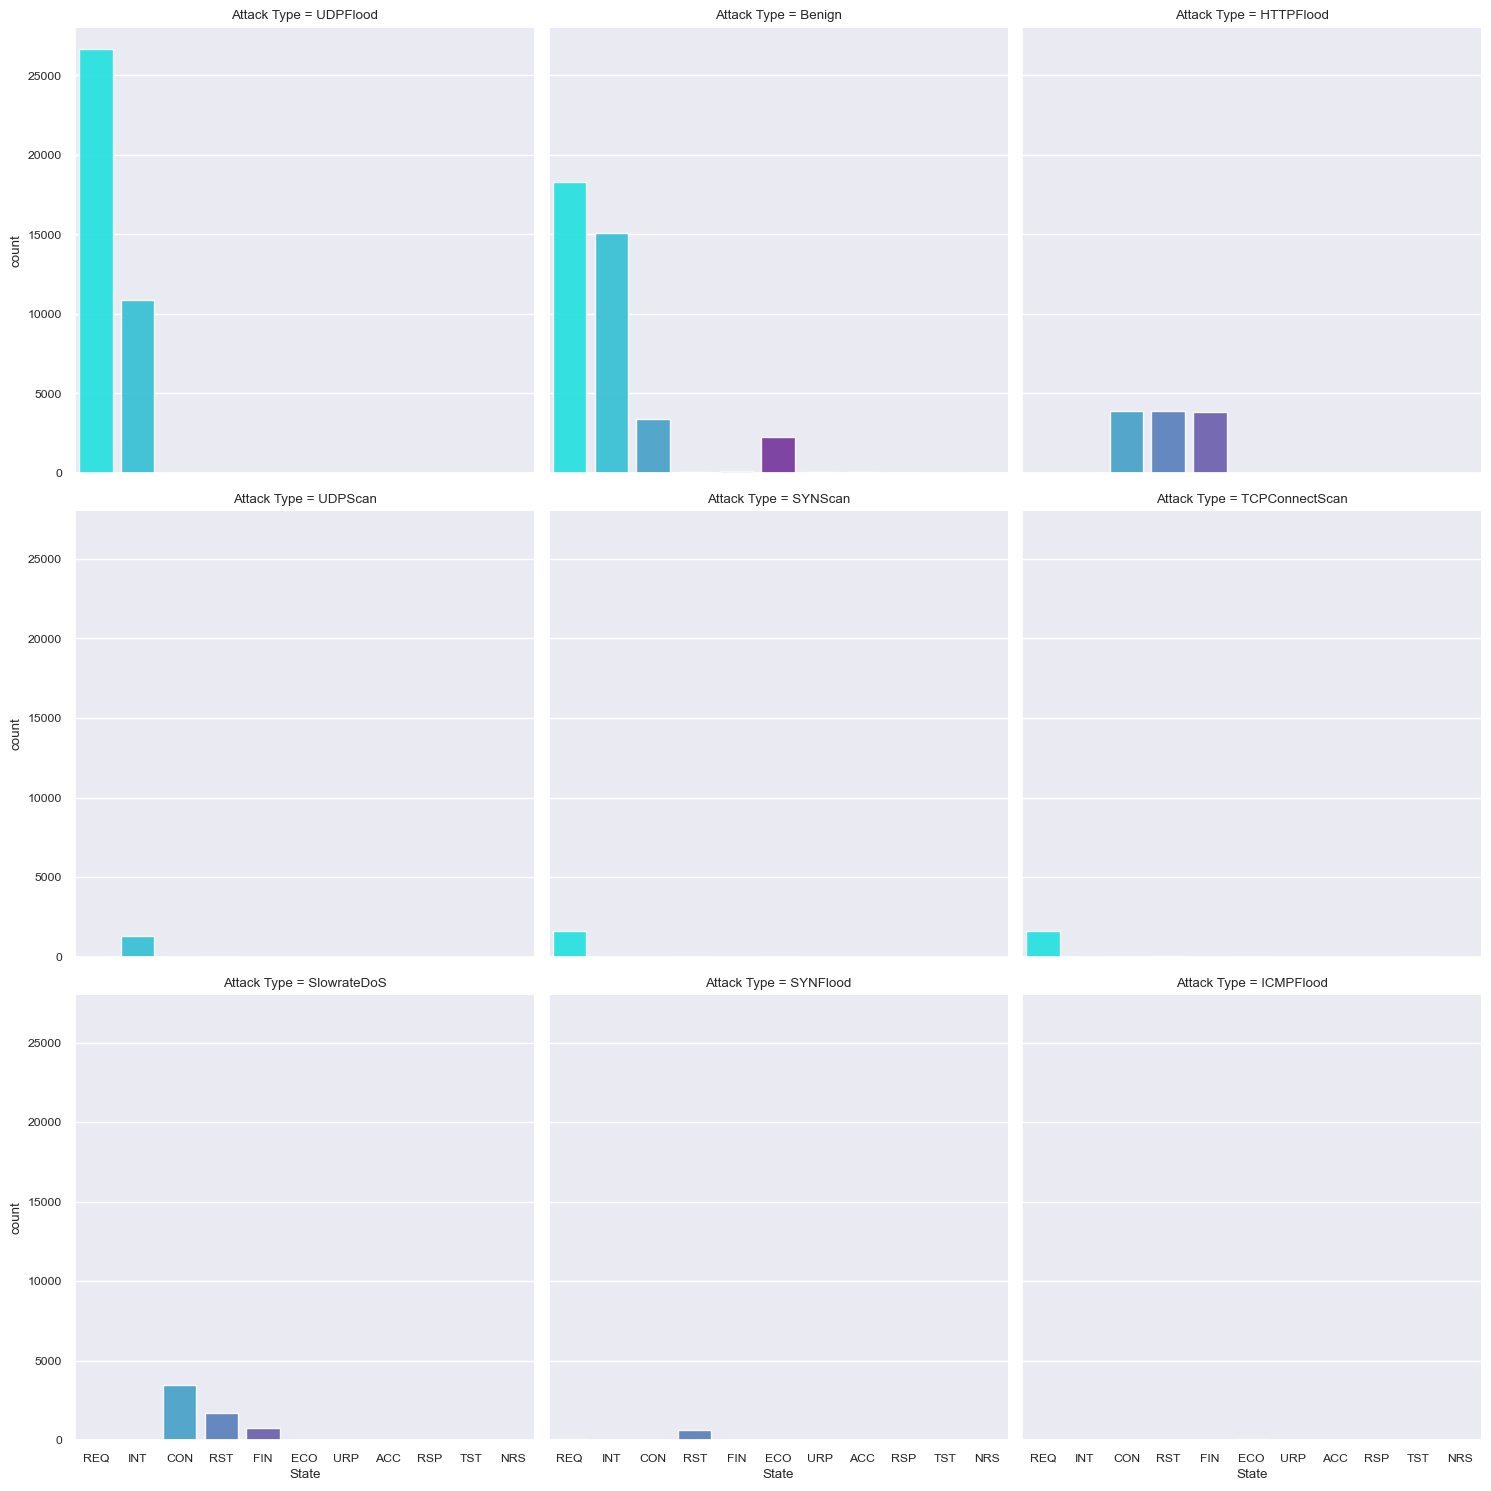 Attack Type = UDPFlood
Attack Type = Benign
Attack Type = HTTPFlood
25000
20000
15000
10000
5000
0
count
Attack Type = UDPScan
Attack Type = SYNScan
Attack Type = TCPConnectScan
25000
20000
15000
10000
5000
0
count
Attack Type = SlowrateDoS
Attack Type = SYNFlood
Attack Type = ICMPFlood
25000
20000
15000
10000
5000
0
count
REQ INT CON RST FIN ECO URP ACC RSP TST NRS
State
REQ INT CON RST FIN ECO URP ACC RSP TST NRS
State
REQ INT CON RST FIN ECO URP ACC RSP TST NRS
State